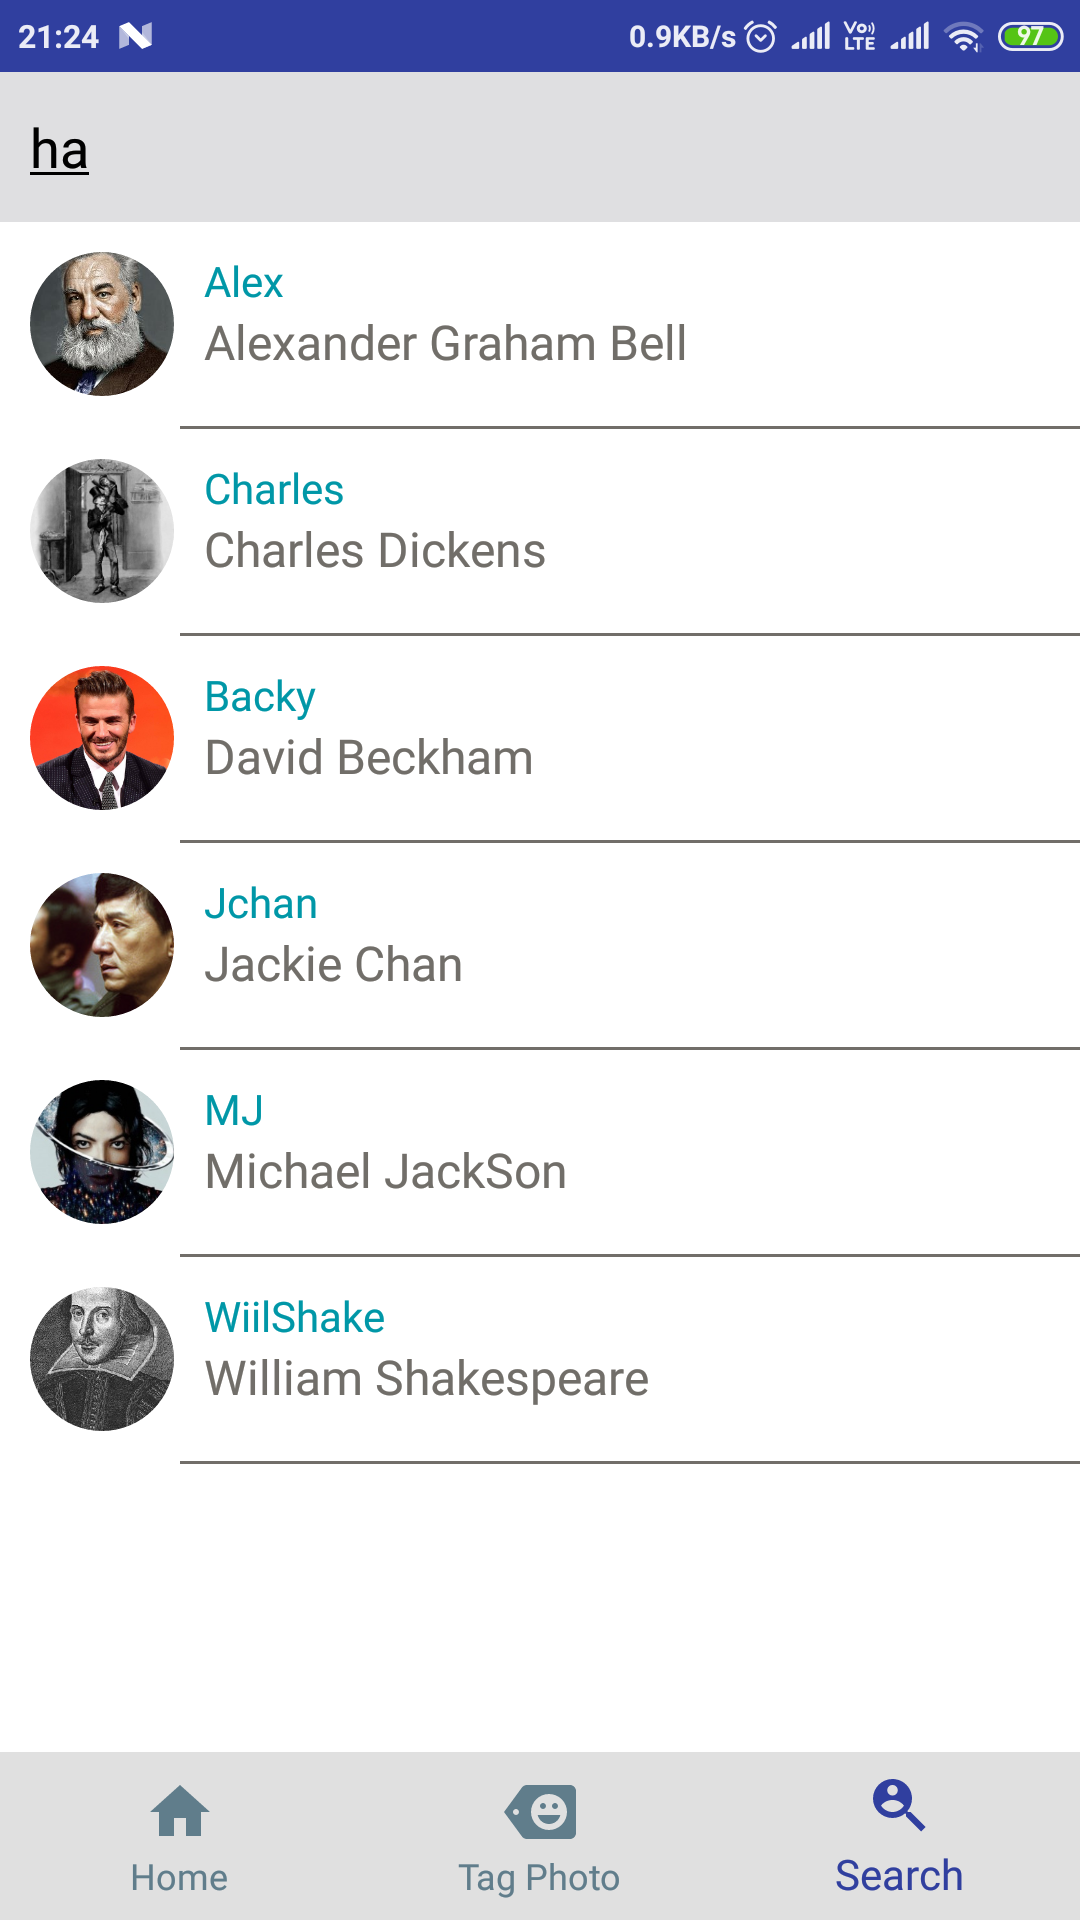 21:24 0.9KB/s Vo)) LTE 97
ha
Alex
Alexander Graham Bell
Charles
Charles Dickens
Backy
David Beckham
Jchan
Jackie Chan
MJ
Michael JackSon
WiilShake
William Shakespeare
Home Tag Photo Search